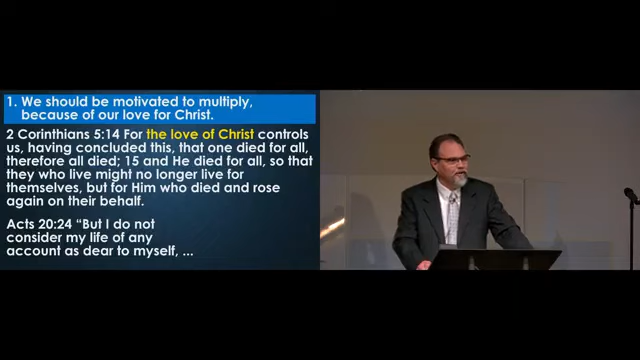 1. We should be motivated to multiply,
because of our love for Christ.
2 Corinthians 5:14 For the love of Christ controls
us, having concluded this, that one died for all,
therefore all died; 15 and He died for all, so that
they who live might no longer live for
themselves, but for Him who died and rose
again on their behalf.
Acts 20:24 “But I do not
consider my life of any
account as dear to myself, ...